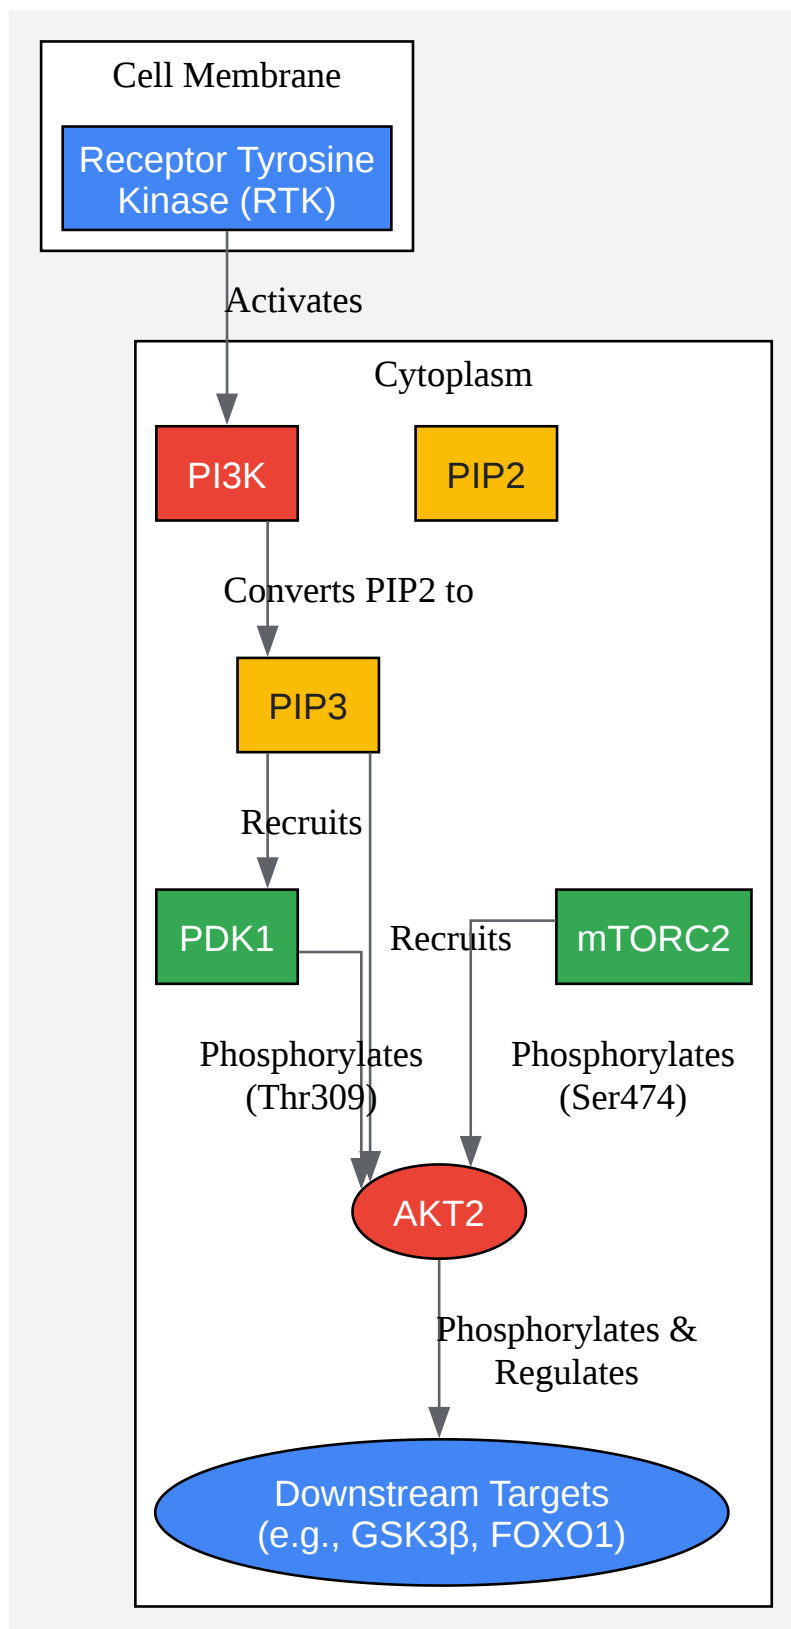 Cell Membrane
Receptor Tyrosine
Kinase (RTK)
Activates
Cytoplasm
PI3K
PIP2
Converts PIP2 to
PIP3
Recruits
PDK1
Recruits
mTORC2
Phosphorylates
(Thr309)
Phosphorylates
(Ser474)
AKT2
Phosphorylates &
Regulates
Downstream Targets
(e.g., GSK3β, FOXO1)